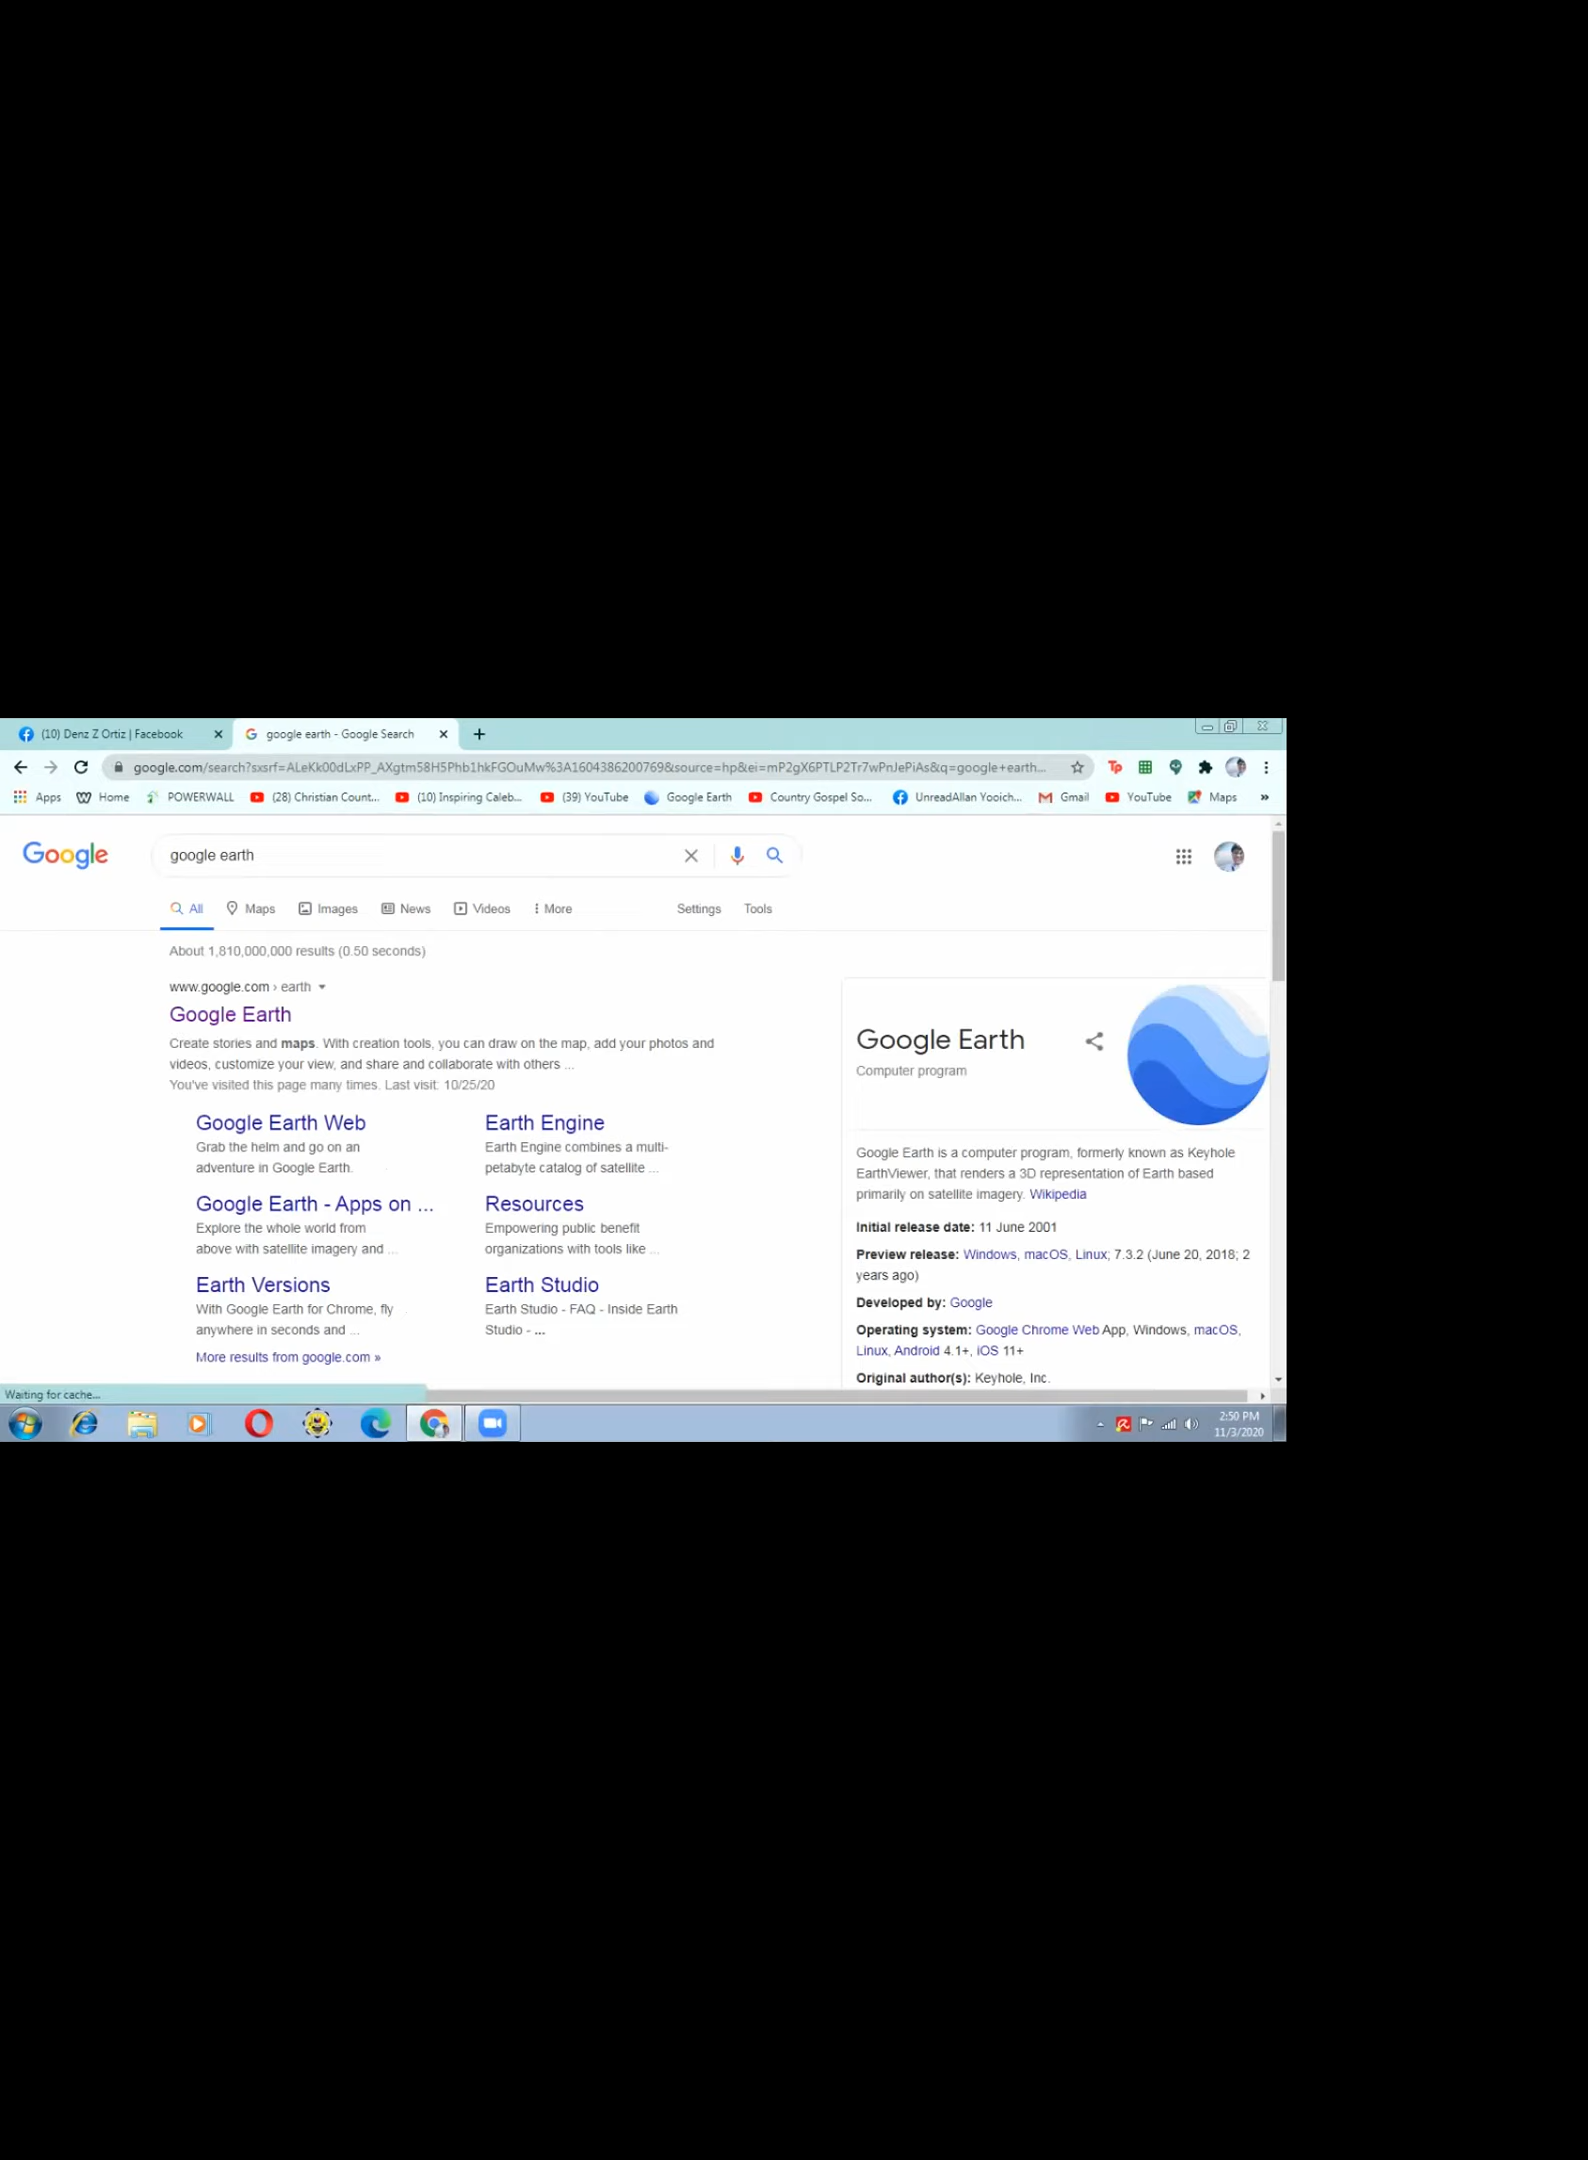 (10) Denz Z Ortiz | Facebook
google earth - Google Search
google.com/search?sxsrf=ALeKk00dLxPP_AXgtm58H5Phb1hkFGOuMw%3A1604386200769&source=hp&ei=mP2gX6PTLP2Tr7wPnJePiAs&q=google+earth...
Tp
Apps Home POWERWALL (28) Christian Count... (10) Inspiring Caleb... (39) YouTube Google Earth Country Gospel So... UnreadAllan Yooich... Gmail YouTube Maps »
Google
google earth
All Maps Images News Videos More Settings Tools
About 1,810,000,000 results (0.50 seconds)
www.google.com › earth
Google Earth
Create stories and maps. With creation tools, you can draw on the map, add your photos and
videos, customize your view, and share and collaborate with others ...
You've visited this page many times. Last visit: 10/25/20
Google Earth Web
Grab the helm and go on an
adventure in Google Earth.
Earth Engine
Earth Engine combines a multi-
petabyte catalog of satellite ...
Google Earth - Apps on ...
Explore the whole world from
above with satellite imagery and ...
Resources
Empowering public benefit
organizations with tools like ...
Earth Versions
With Google Earth for Chrome, fly
anywhere in seconds and ...
Earth Studio
Earth Studio - FAQ - Inside Earth
Studio - ...
More results from google.com »
Google Earth
Computer program
Google Earth is a computer program, formerly known as Keyhole
EarthViewer, that renders a 3D representation of Earth based
primarily on satellite imagery. Wikipedia
Initial release date: 11 June 2001
Preview release: Windows, macOS, Linux; 7.3.2 (June 20, 2018; 2
years ago)
Developed by: Google
Operating system: Google Chrome Web App, Windows, macOS,
Linux, Android 4.1+, iOS 11+
Original author(s): Keyhole, Inc.
Waiting for cache...
2:50 PM
11/3/2020